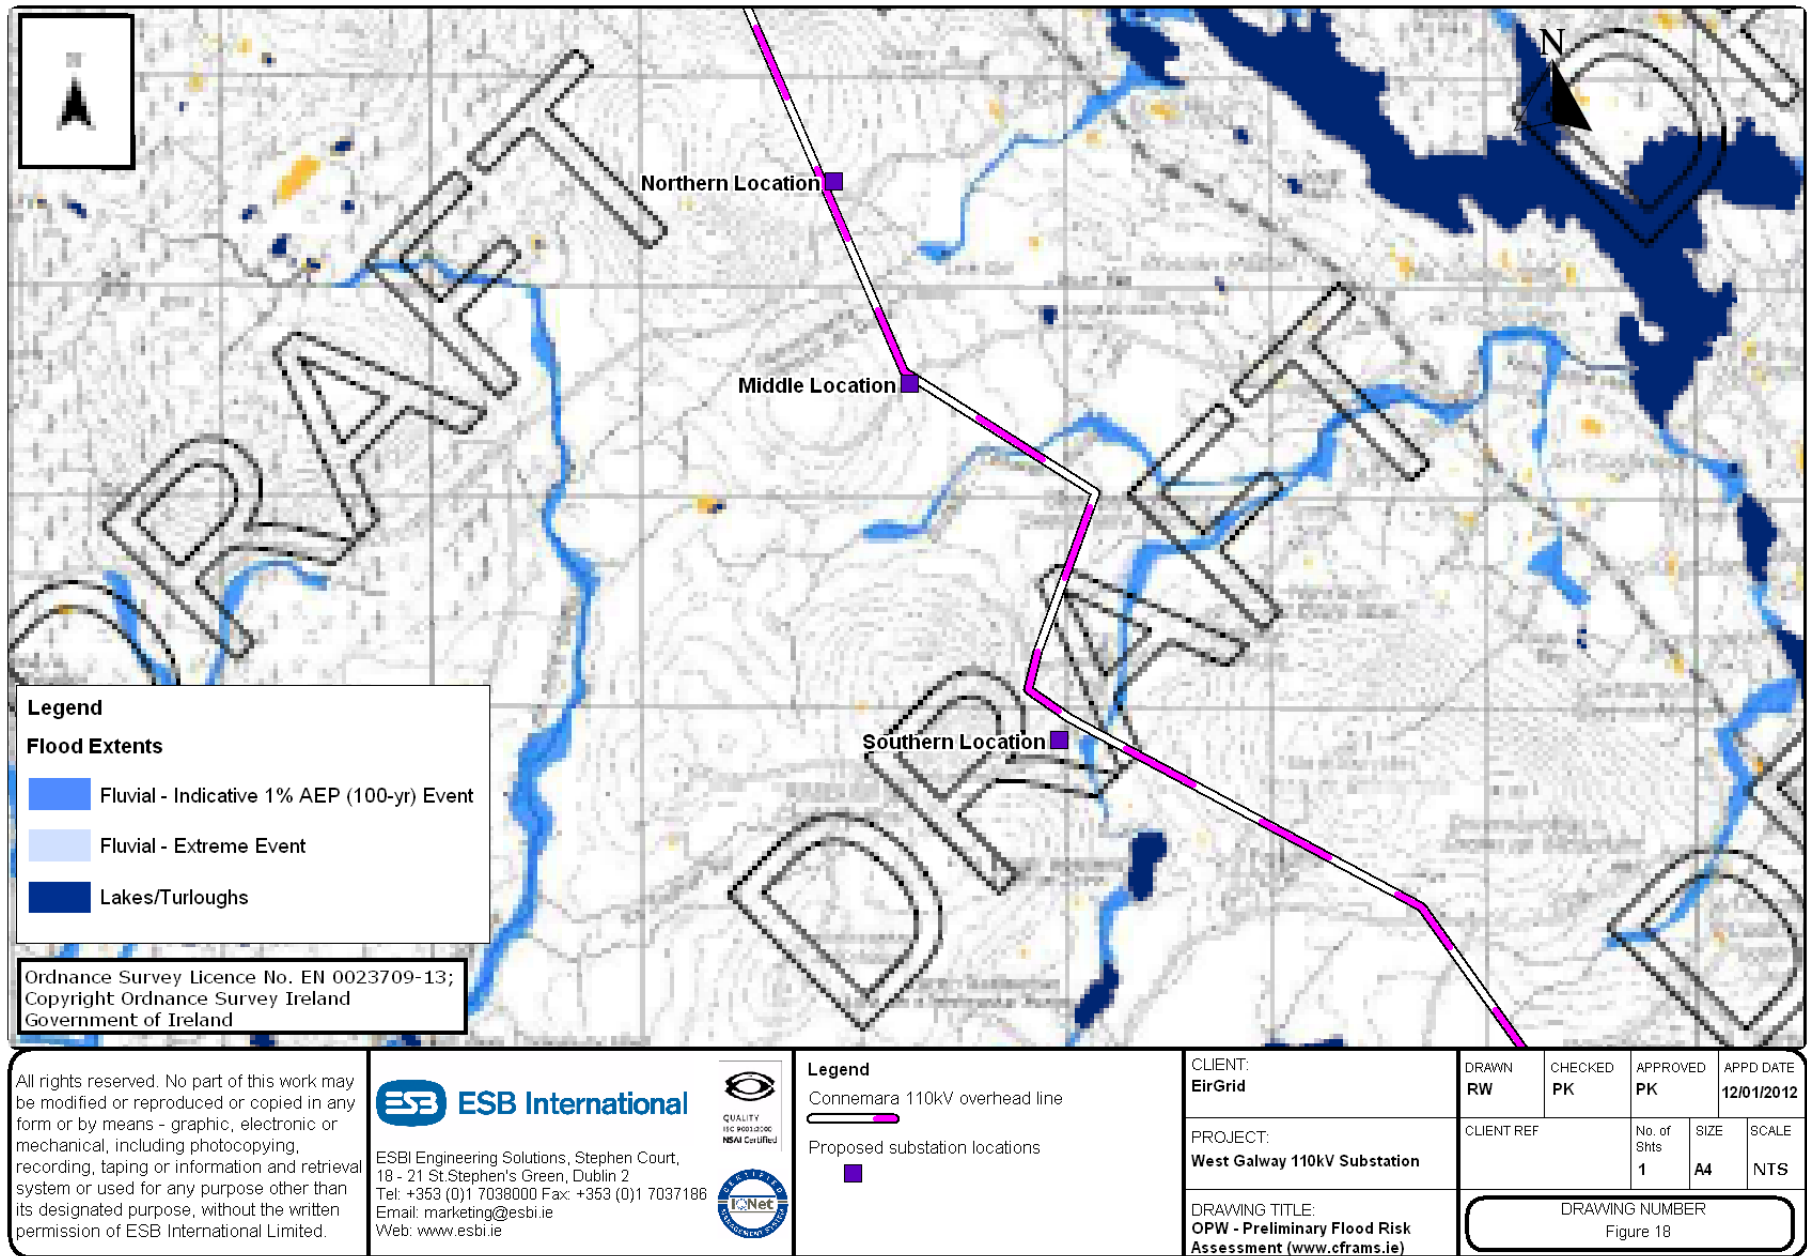 N
Northern Location
Middle Location
Southern Location
DRAFT
DRAFT
Legend
Flood Extents
Fluvial - Indicative 1% AEP (100-yr) Event
Fluvial - Extreme Event
Lakes/Turloughs
Ordnance Survey Licence No. EN 0023709-13;
Copyright Ordnance Survey Ireland
Government of Ireland
All rights reserved. No part of this work may
be modified or reproduced or copied in any
form or by means - graphic, electronic or
mechanical, including photocopying,
recording, taping or information and retrieval
system or used for any purpose other than
its designated purpose, without the written
permission of ESB International Limited.
ESB ESB International
ESBI Engineering Solutions, Stephen Court,
18 - 21 St.Stephen's Green, Dublin 2
Tel: +353 (0)1 7038000 Fax: +353 (0)1 7037186
Email: marketing@esbi.ie
Web: www.esbi.ie
QUALITY
ISC 9001:2000
NSAI Certified
CERTIFIED
IQNet
MANAGEMENT SYSTEM
Legend
Connemara 110kV overhead line
Proposed substation locations
CLIENT:
EirGrid
PROJECT:
West Galway 110kV Substation
DRAWING TITLE:
OPW - Preliminary Flood Risk
Assessment (www.cframs.ie)
DRAWN CHECKED APPROVED APPD DATE
RW PK PK 12/01/2012
CLIENT REF No. of Shts SIZE SCALE
1 A4 NTS
DRAWING NUMBER
Figure 18